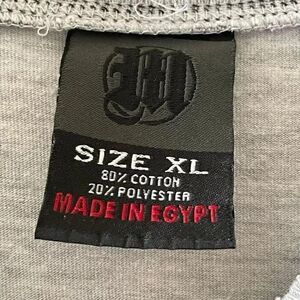 M
SIZE XL
80% COTTON
20% POLYESTER
MADE IN EGYPT